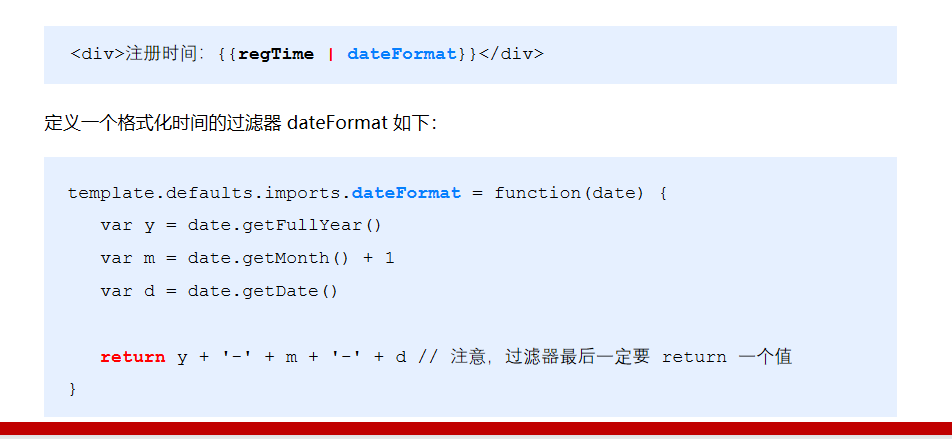 <div>注册时间：{{regTime | dateFormat}}</div>
定义一个格式化时间的过滤器 dateFormat 如下：
template.defaults.imports.dateFormat = function(date) {
var y = date.getFullYear()
var m = date.getMonth() + 1
var d = date.getDate()
return y + '-' + m + '-' + d // 注意，过滤器最后一定要 return 一个值
}